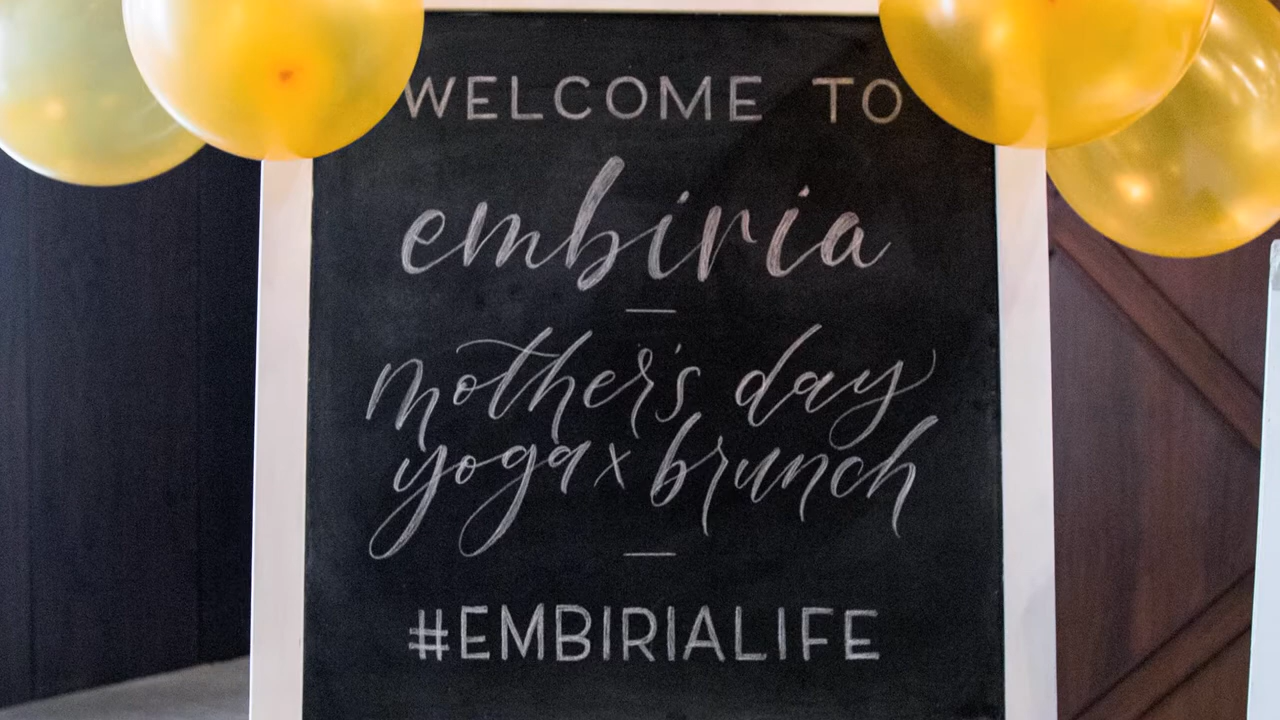 WELCOME TO
embiria
mother's day
yoga x brunch
#EMBIRIALIFE